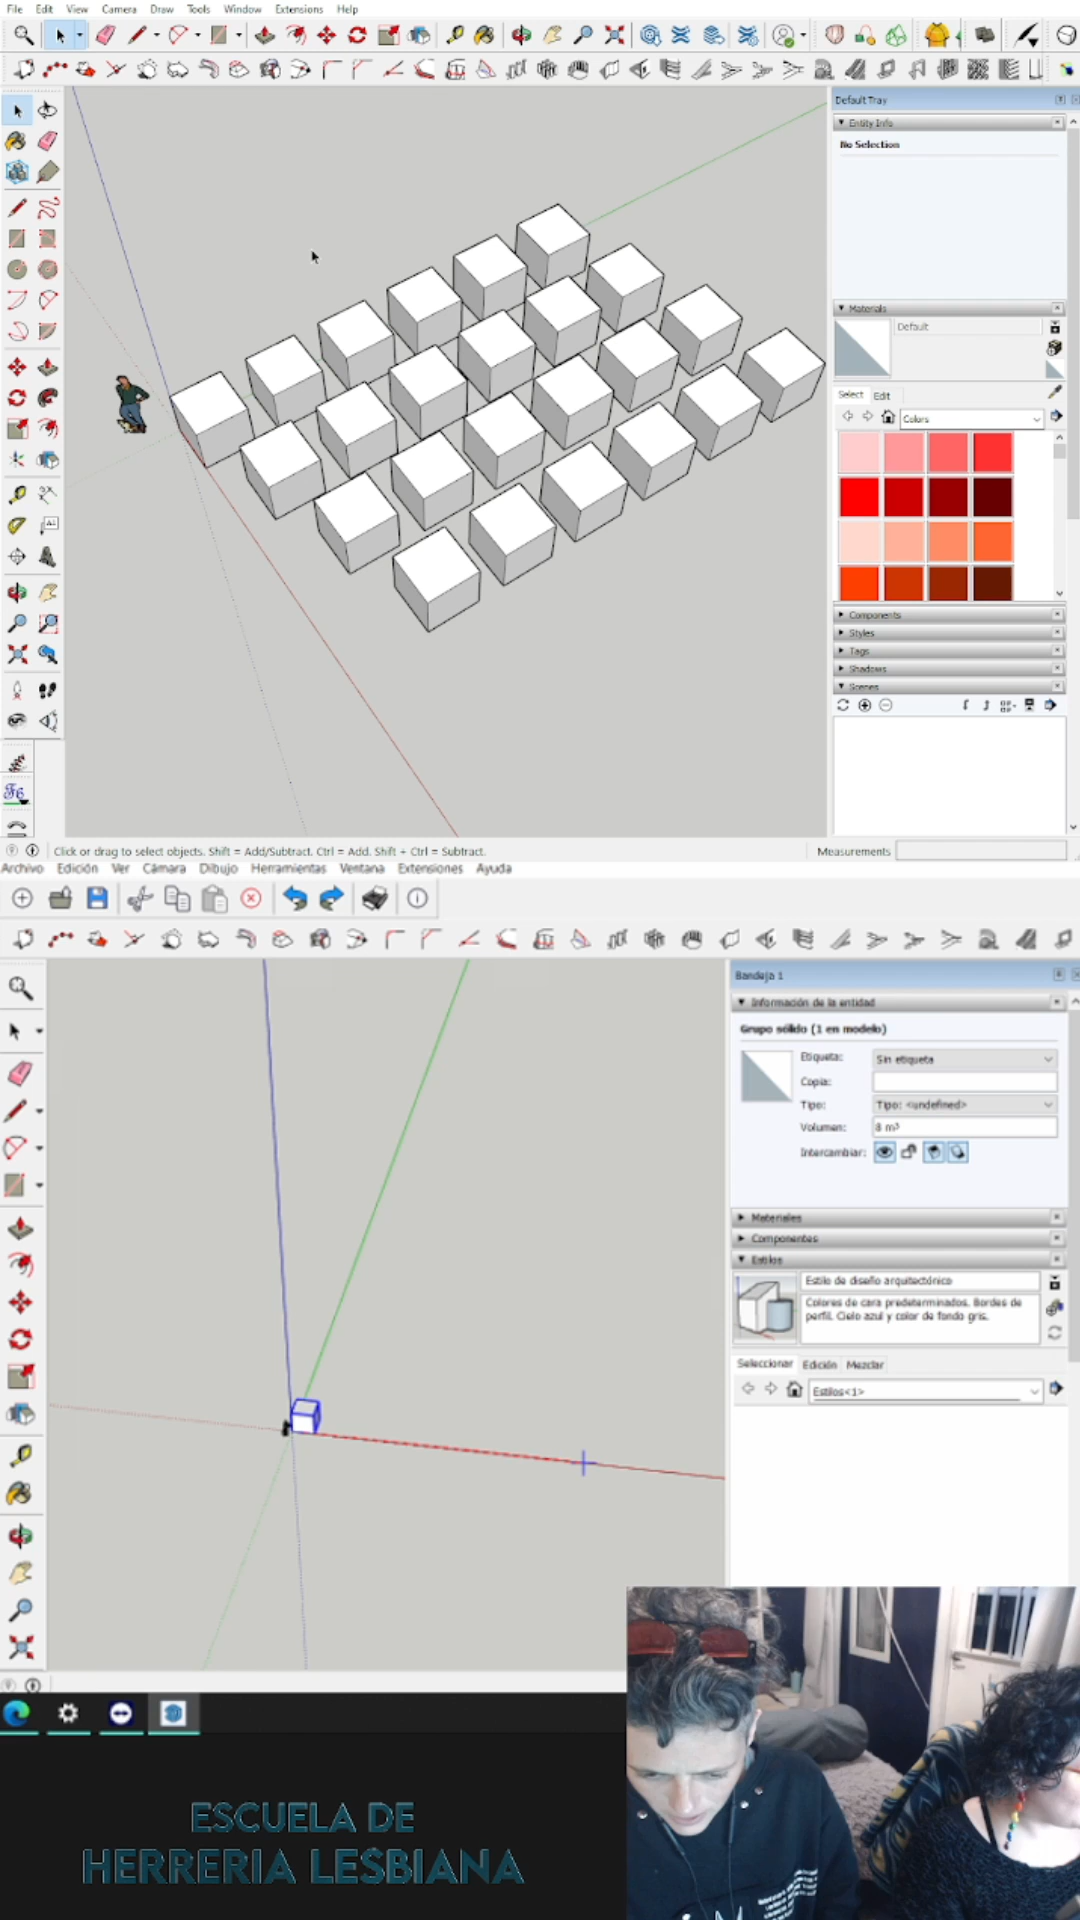 File Edit View Camera Draw Tools Window Extensions Help
Default Tray
Entity Info
No Selection
Materials
Default
Select Edit
Colors
Components
Styles
Tags
Shadows
Scenes
Click or drag to select objects. Shift = Add/Subtract. Ctrl = Add. Shift + Ctrl = Subtract.
Measurements
Archivo Edición Ver Cámara Dibujo Herramientas Ventana Extensiones Ayuda
Bandeja 1
Información de la entidad
Grupo sólido (1 en modelo)
Etiqueta: Sin etiqueta
Copia:
Tipo: Tipo: <undefined>
Volumen: 8 m³
Intercambiar:
Materiales
Componentes
Estilos
Estilo de diseño arquitectónico
Colores de cara predeterminados. Bordes de
perfil. Cielo azul y color de fondo gris.
Seleccionar Edición Mezclar
Estilos<1>
ESCUELA DE
HERRERIA LESBIANA